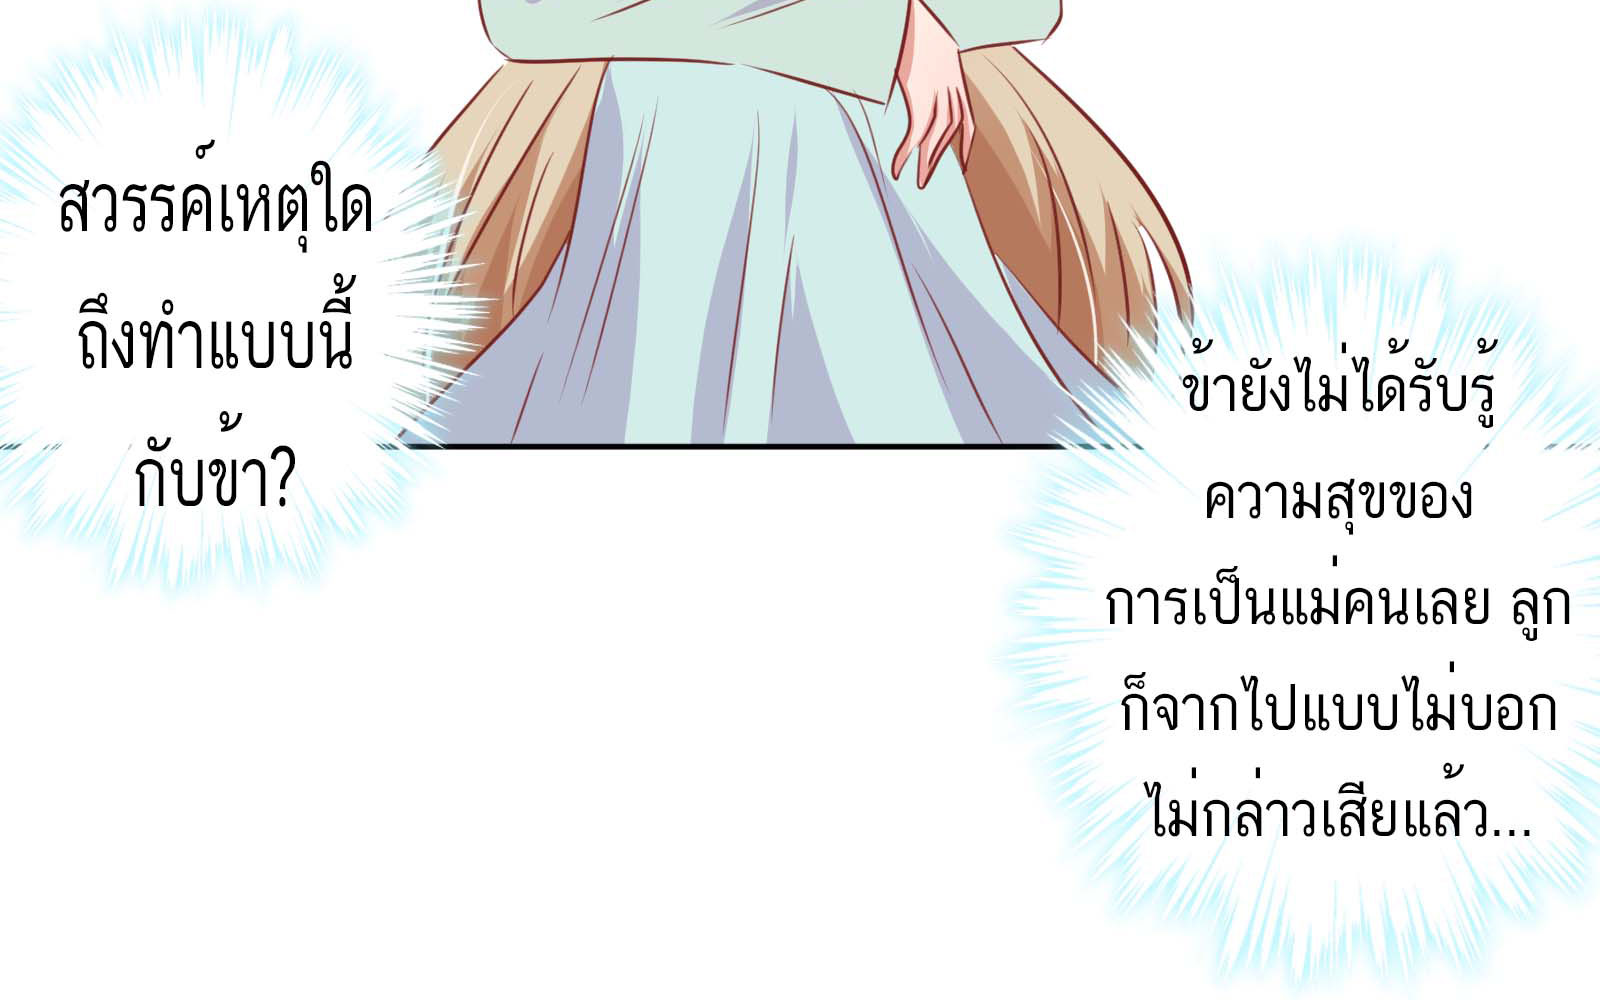 สวรรค์เหตุใด
ถึงทำแบบนี้
กับข้า?
ข้ายังไม่ได้รับรู้
ความสุขของ
การเป็นแม่คนเลย ลูก
ก็จากไปแบบไม่บอก
ไม่กล่าวเสียแล้ว...